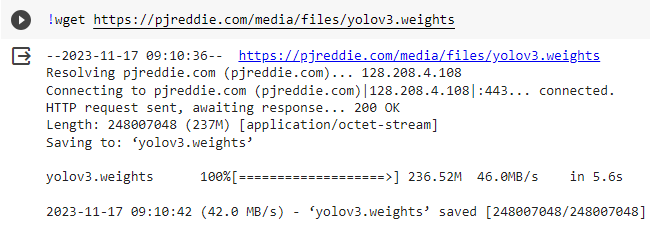 !wget https://pjreddie.com/media/files/yolov3.weights
--2023-11-17 09:10:36--  https://pjreddie.com/media/files/yolov3.weights
Resolving pjreddie.com (pjreddie.com)... 128.208.4.108
Connecting to pjreddie.com (pjreddie.com)|128.208.4.108|:443... connected.
HTTP request sent, awaiting response... 200 OK
Length: 248007048 (237M) [application/octet-stream]
Saving to: ‘yolov3.weights’
yolov3.weights      100%[===================>] 236.52M  46.0MB/s    in 5.6s
2023-11-17 09:10:42 (42.0 MB/s) - ‘yolov3.weights’ saved [248007048/248007048]